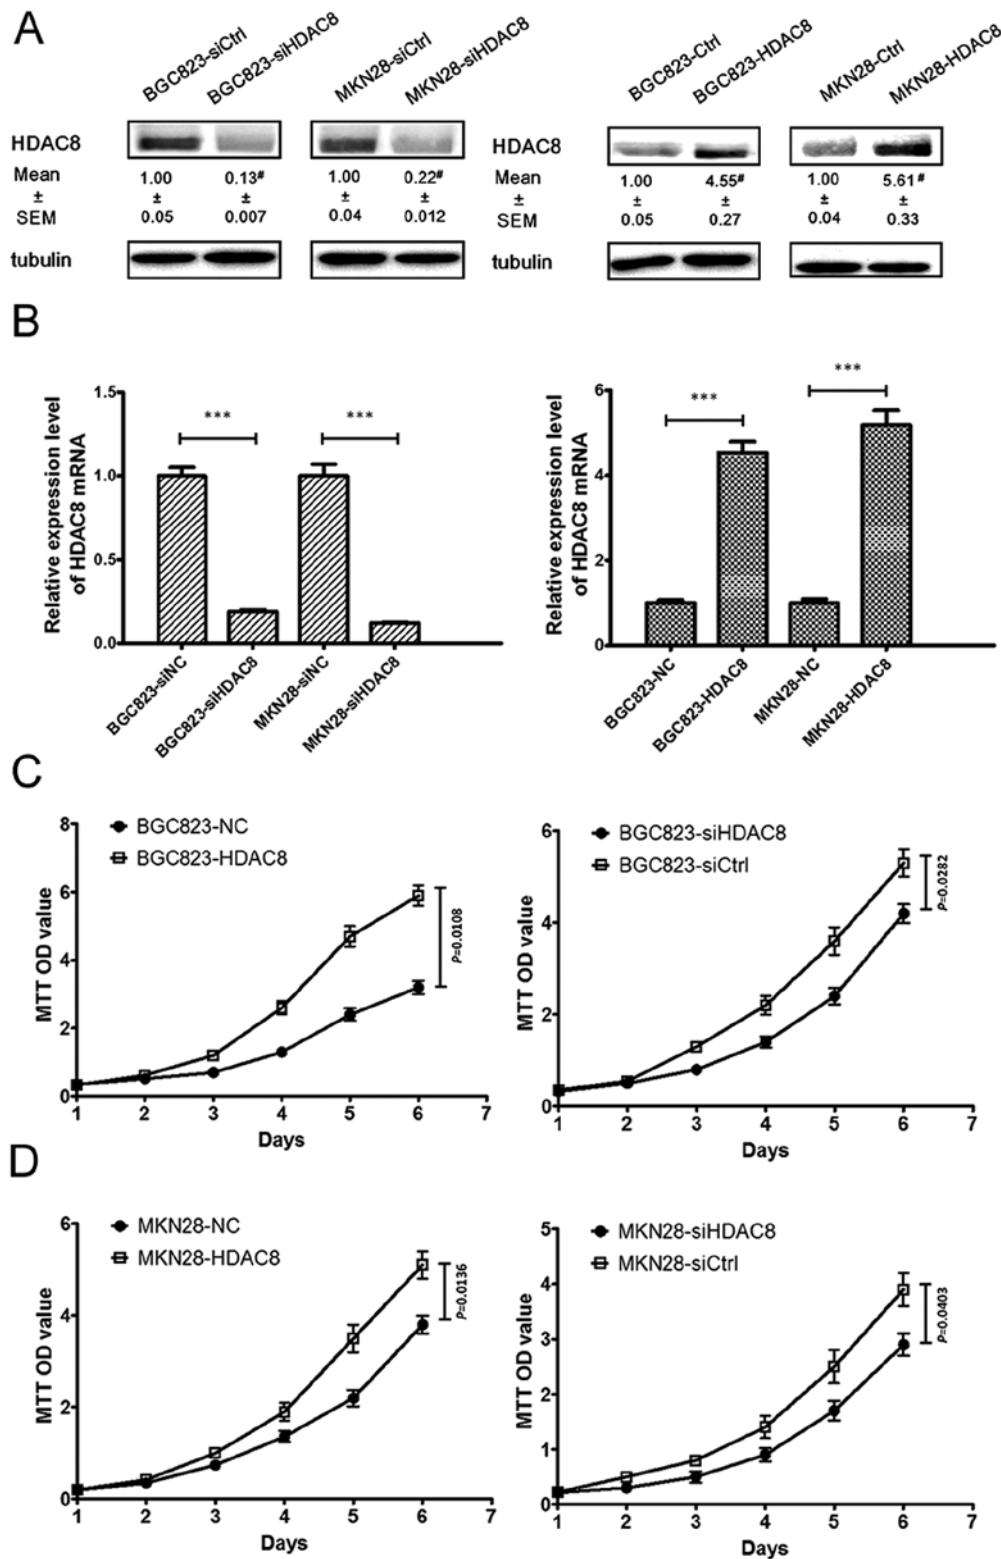 A
BGC823-siCtrl
BGC823-siHDAC8
MKN28-siCtrl
MKN28-siHDAC8
BGC823-Ctrl
BGC823-HDAC8
MKN28-Ctrl
MKN28-HDAC8
HDAC8
HDAC8
Mean 1.00 0.13# 1.00 0.22#
± ± ± ± ±
SEM 0.05 0.007 0.04 0.012
Mean 1.00 4.55# 1.00 5.61#
± ± ± ± ±
SEM 0.05 0.27 0.04 0.33
tubulin
tubulin
B
Relative expression level
of HDAC8 mRNA
1.5
1.0
0.5
0.0
***
***
BGC823-siNC
BGC823-siHDAC8
MKN28-siNC
MKN28-siHDAC8
Relative expression level
of HDAC8 mRNA
6
4
2
0
***
***
BGC823-NC
BGC823-HDAC8
MKN28-NC
MKN28-HDAC8
C
MTT OD value
8
6
4
2
0
BGC823-NC
BGC823-HDAC8
P=0.0108
1 2 3 4 5 6 7
Days
MTT OD value
6
4
2
0
BGC823-siHDAC8
BGC823-siCtrl
P=0.0282
1 2 3 4 5 6 7
Days
D
MTT OD value
6
4
2
0
MKN28-NC
MKN28-HDAC8
P=0.0136
1 2 3 4 5 6 7
Days
MTT OD value
5
4
3
2
1
0
MKN28-siHDAC8
MKN28-siCtrl
P=0.0403
1 2 3 4 5 6 7
Days